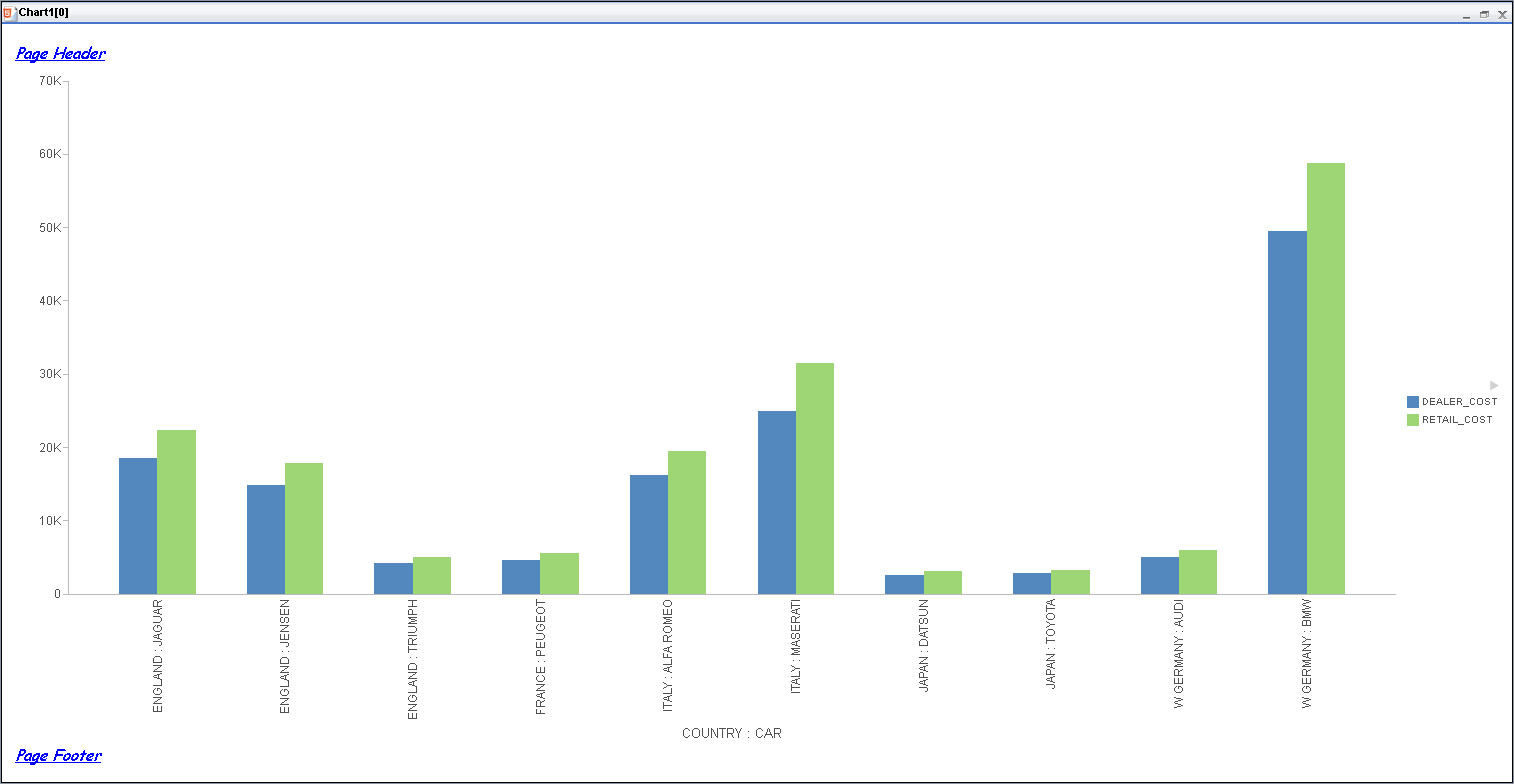 Chart1[0]
Page Header
70K
60K
50K
40K
30K
20K
10K
0
ENGLAND : JAGUAR
ENGLAND : JENSEN
ENGLAND : TRIUMPH
FRANCE : PEUGEOT
ITALY : ALFA ROMEO
ITALY : MASERATI
JAPAN : DATSUN
JAPAN : TOYOTA
W GERMANY : AUDI
W GERMANY : BMW
COUNTRY : CAR
DEALER_COST
RETAIL_COST
Page Footer